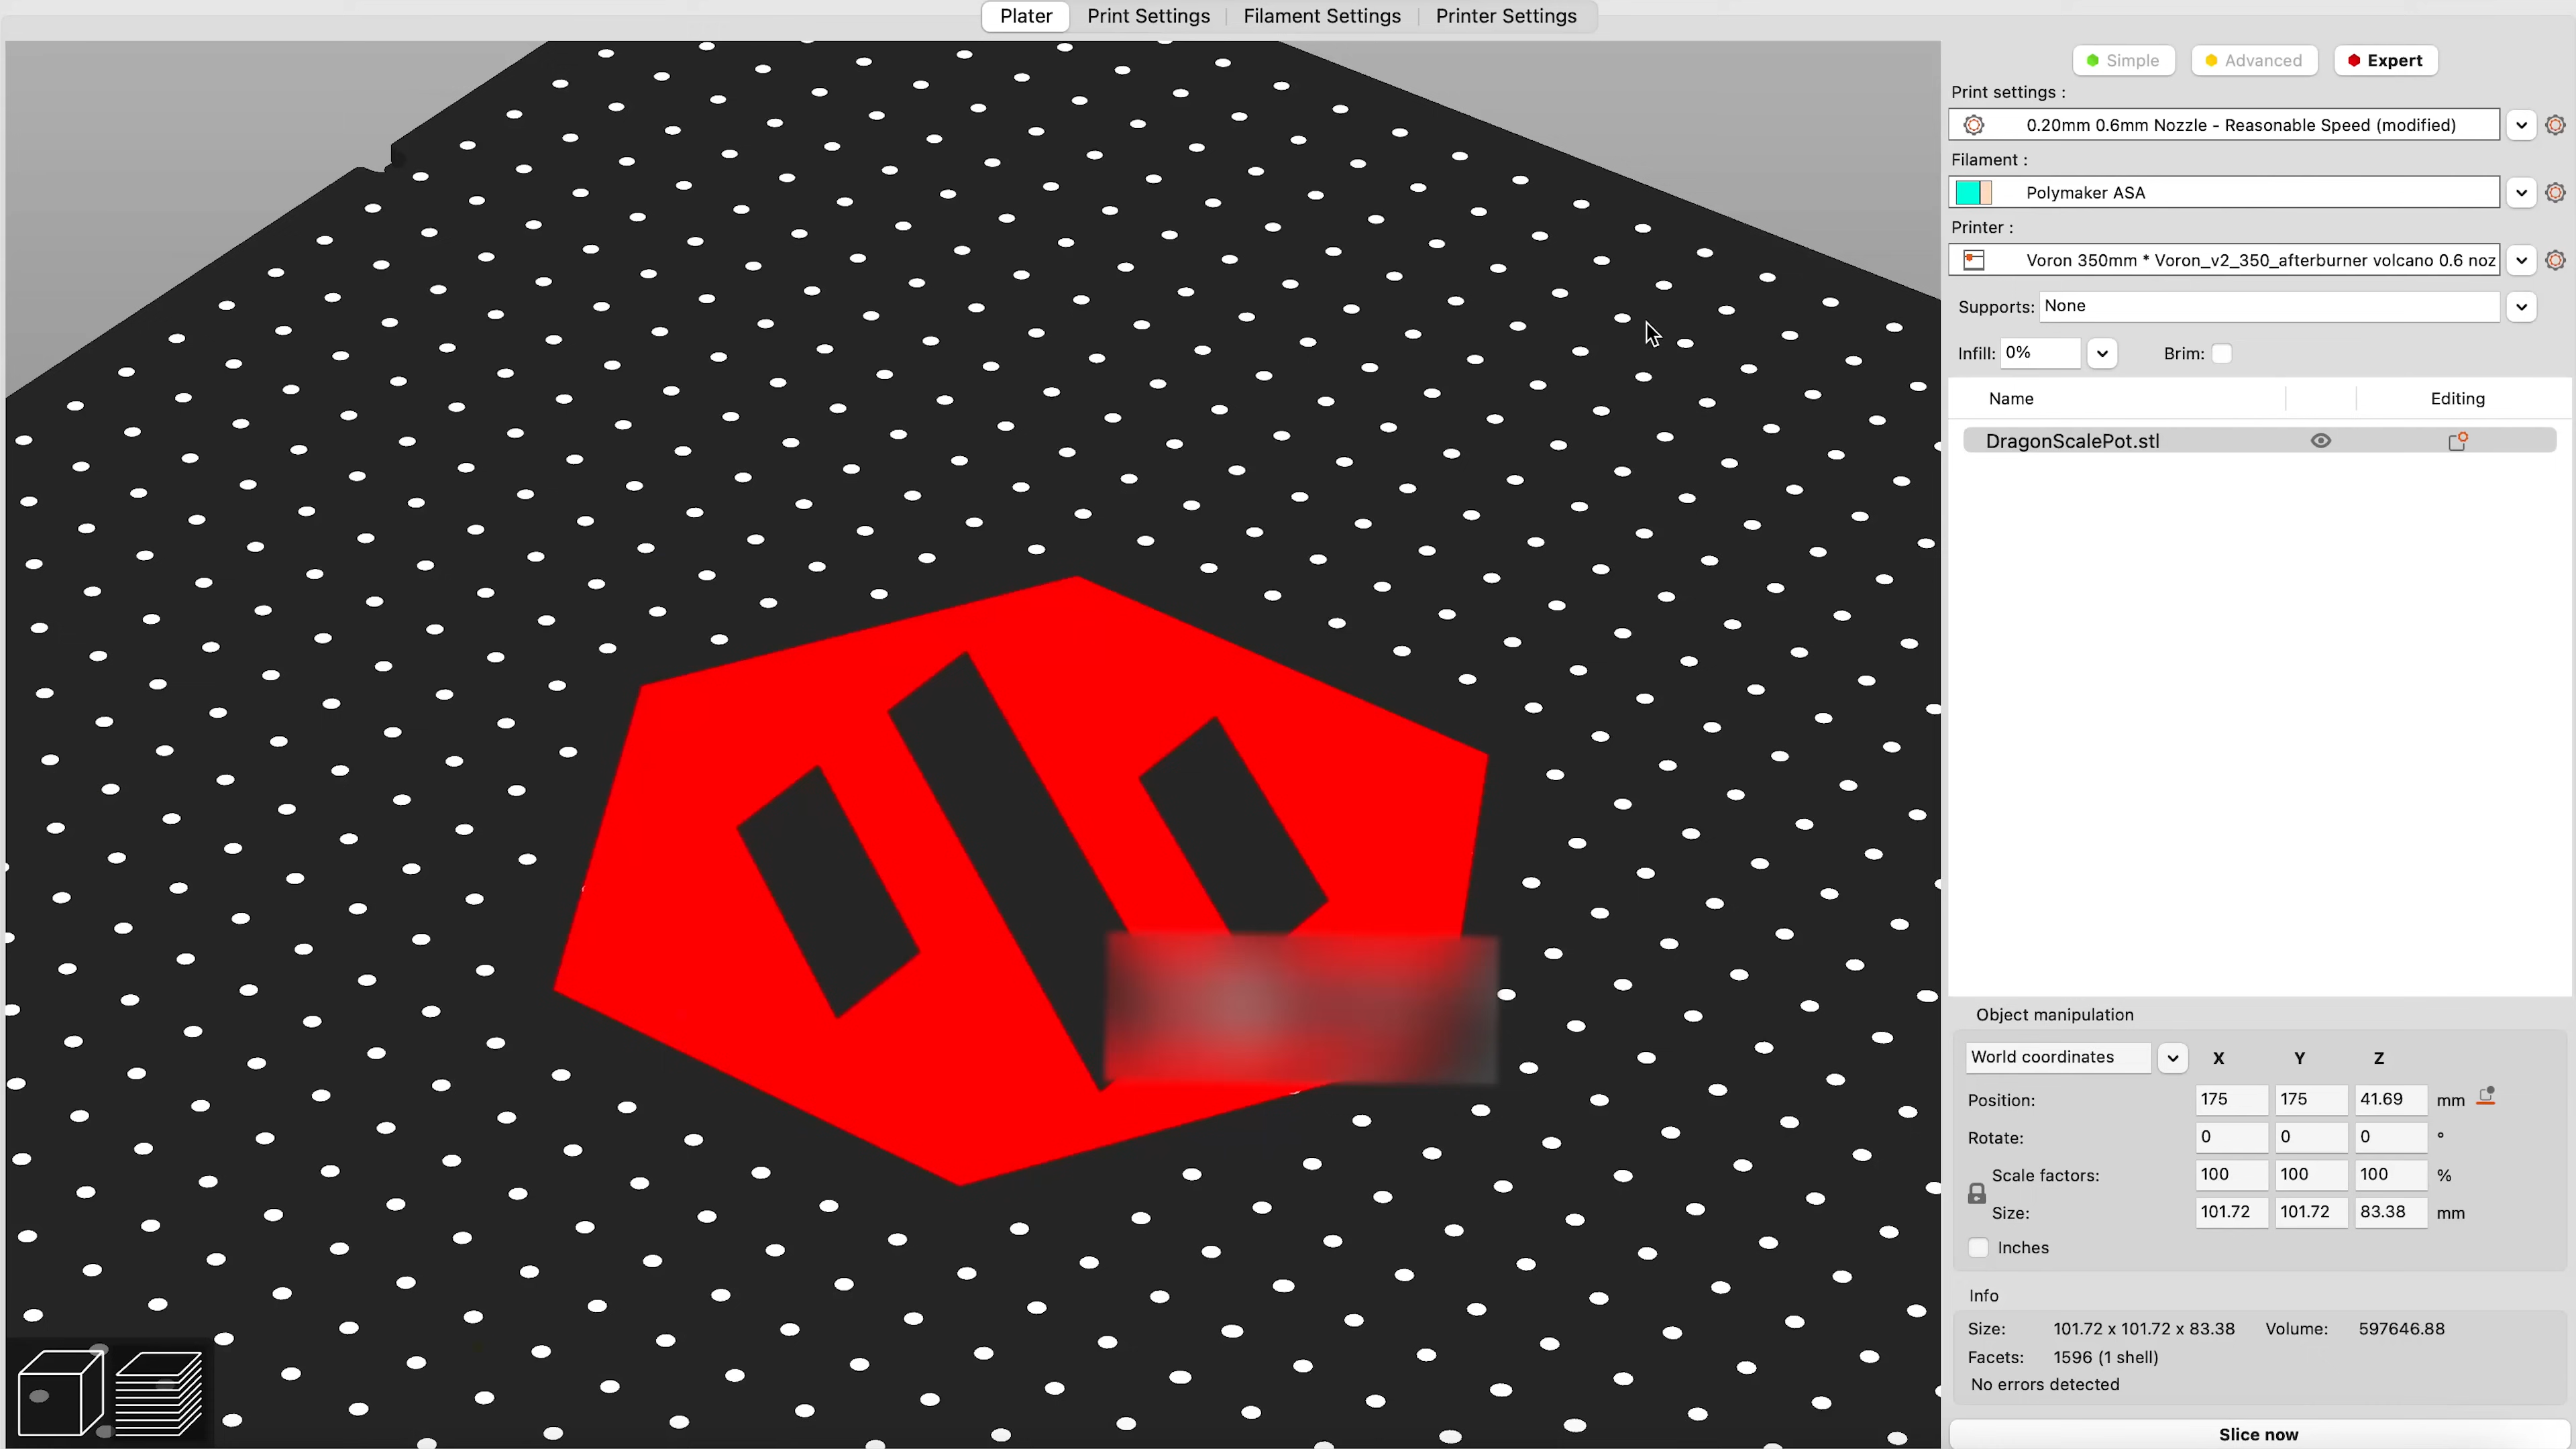 Plater Print Settings Filament Settings Printer Settings
Simple Advanced Expert
Print settings :
0.20mm 0.6mm Nozzle - Reasonable Speed (modified)
Filament :
Polymaker ASA
Printer :
Voron 350mm * Voron_v2_350_afterburner volcano 0.6 noz
Supports: None
Infill: 0% Brim:
Name Editing
DragonScalePot.stl
Object manipulation
World coordinates X Y Z
Position: 175 175 41.69 mm
Rotate: 0 0 0 °
Scale factors: 100 100 100 %
Size: 101.72 101.72 83.38 mm
Inches
Info
Size: 101.72 x 101.72 x 83.38 Volume: 597646.88
Facets: 1596 (1 shell)
No errors detected
Slice now